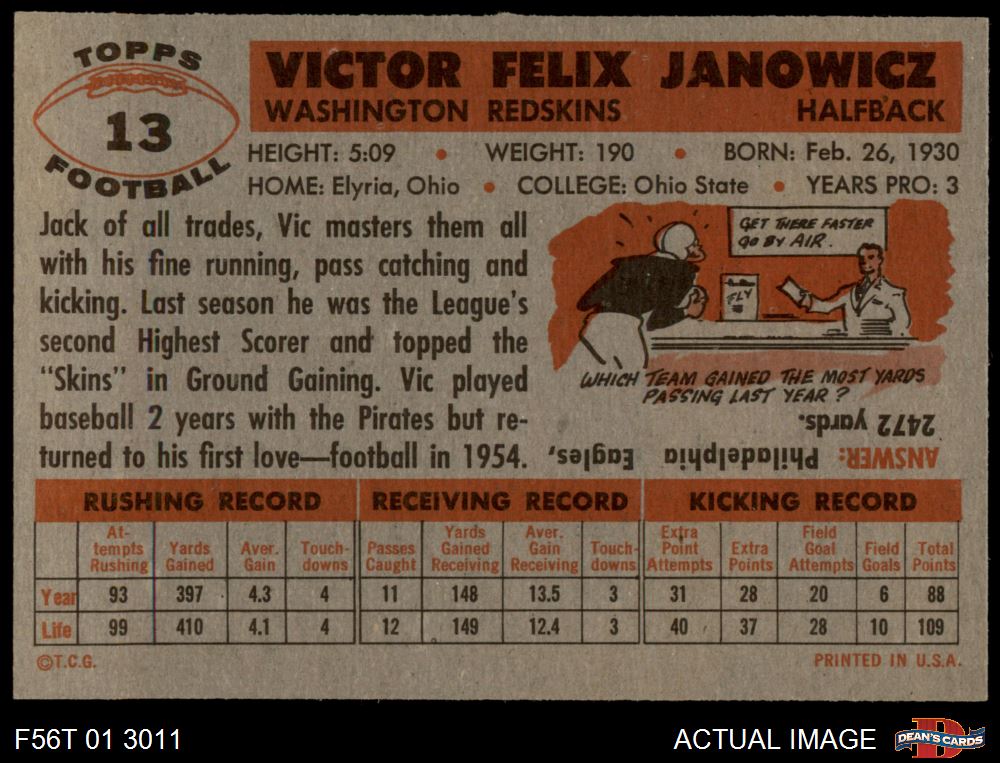 TOPPS
13
FOOTBALL
VICTOR FELIX JANOWICZ
WASHINGTON REDSKINS HALFBACK
HEIGHT: 5:09 • WEIGHT: 190 • BORN: Feb. 26, 1930
HOME: Elyria, Ohio • COLLEGE: Ohio State • YEARS PRO: 3
Jack of all trades, Vic masters them all
with his fine running, pass catching and
kicking. Last season he was the League's
second Highest Scorer and topped the
"Skins" in Ground Gaining. Vic played
baseball 2 years with the Pirates but re-
turned to his first love—football in 1954.
GET THERE FASTER
GO BY AIR.
FLY
WHICH TEAM GAINED THE MOST YARDS
PASSING LAST YEAR?
ANSWER: Philadelphia Eagles,
2472 yards.
RUSHING RECORD RECEIVING RECORD KICKING RECORD
At-tempts Rushing Yards Gained Aver. Gain Touch-downs Passes Caught Yards Gained Receiving Aver. Gain Receiving Touch-downs Extra Point Attempts Extra Points Field Goal Attempts Field Goals Total Points
Year 93 397 4.3 4 11 148 13.5 3 31 28 20 6 88
Life 99 410 4.1 4 12 149 12.4 3 40 37 28 10 109
©T.C.G. PRINTED IN U.S.A.
F56T 01 3011 ACTUAL IMAGE DEAN'S CARDS